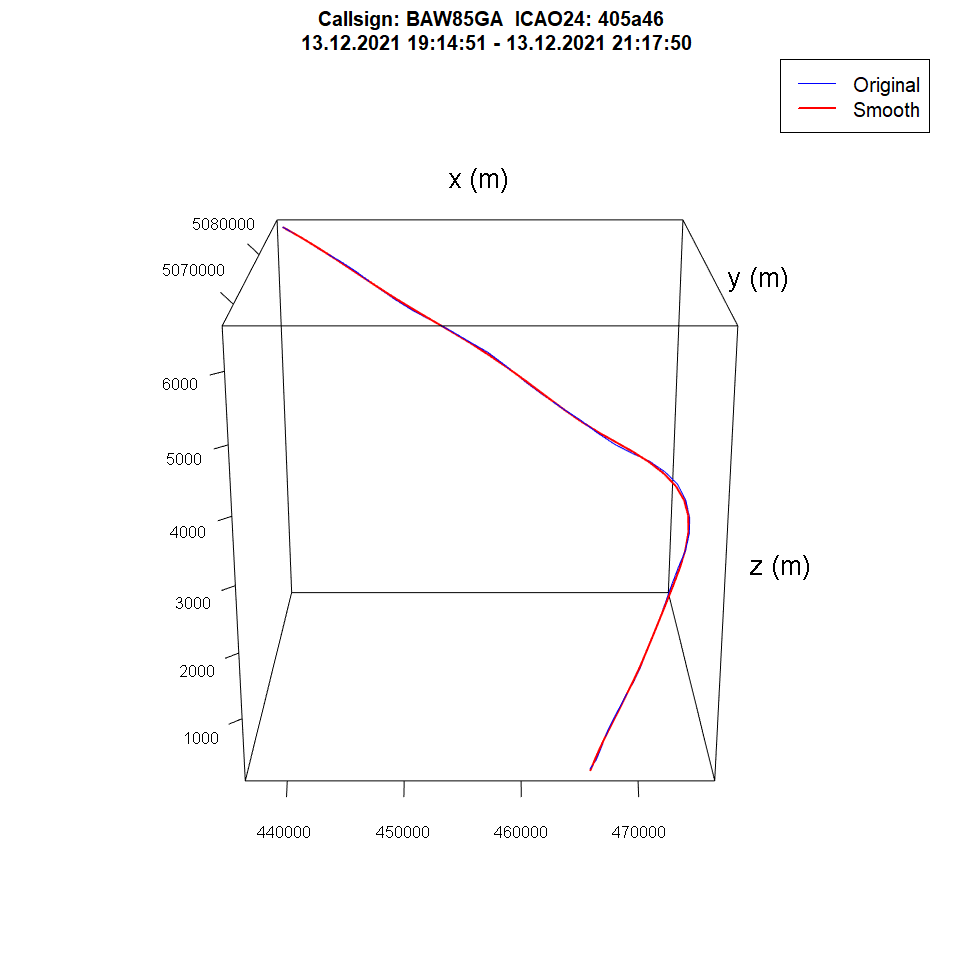 Callsign: BAW85GA  ICAO24: 405a46
13.12.2021 19:14:51 - 13.12.2021 21:17:50
Original
Smooth
x (m)
5080000
5070000
y (m)
6000
5000
4000
z (m)
3000
2000
1000
440000
450000
460000
470000